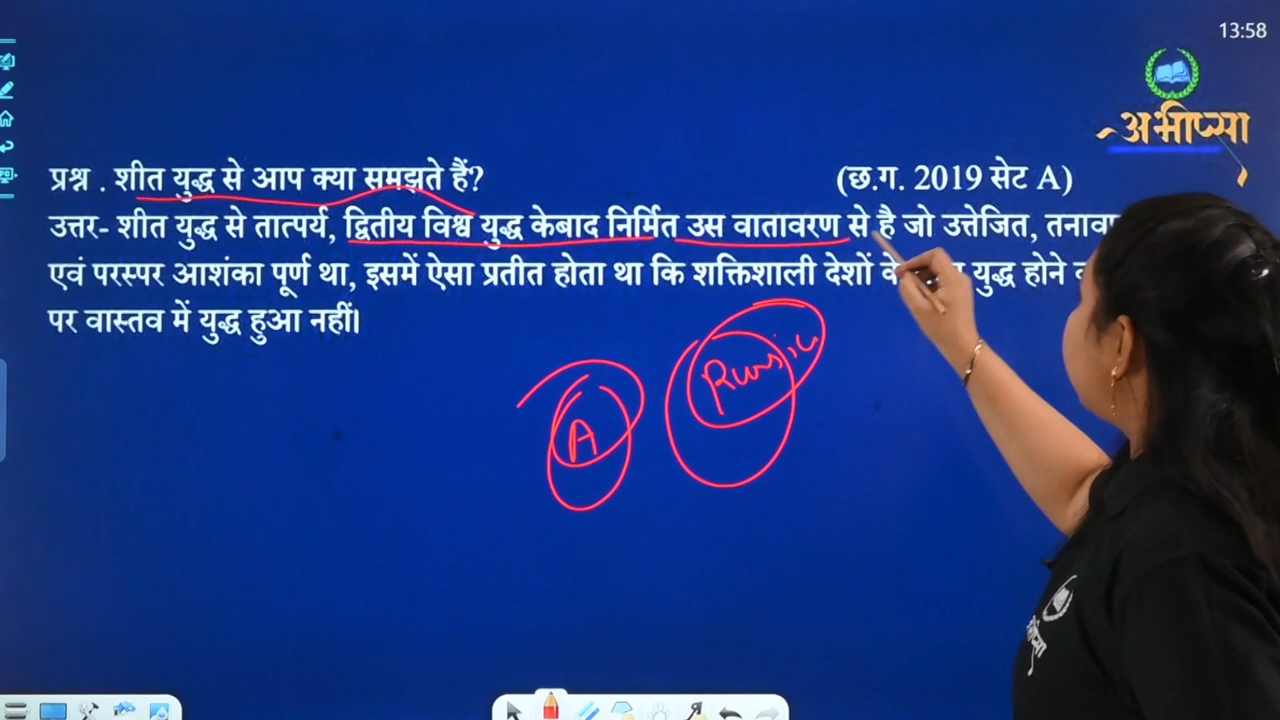 13:58
अभीप्सा
प्रश्न . शीत युद्ध से आप क्या समझते हैं? (छ.ग. 2019 सेट A)
उत्तर- शीत युद्ध से तात्पर्य, द्वितीय विश्व युद्ध केबाद निर्मित उस वातावरण से है जो उत्तेजित,
एवं परस्पर आशंका पूर्ण था, इसमें ऐसा प्रतीत होता था कि शक्तिशाली देशों युद्ध होने
पर वास्तव में युद्ध हुआ नहीं।
A Russia